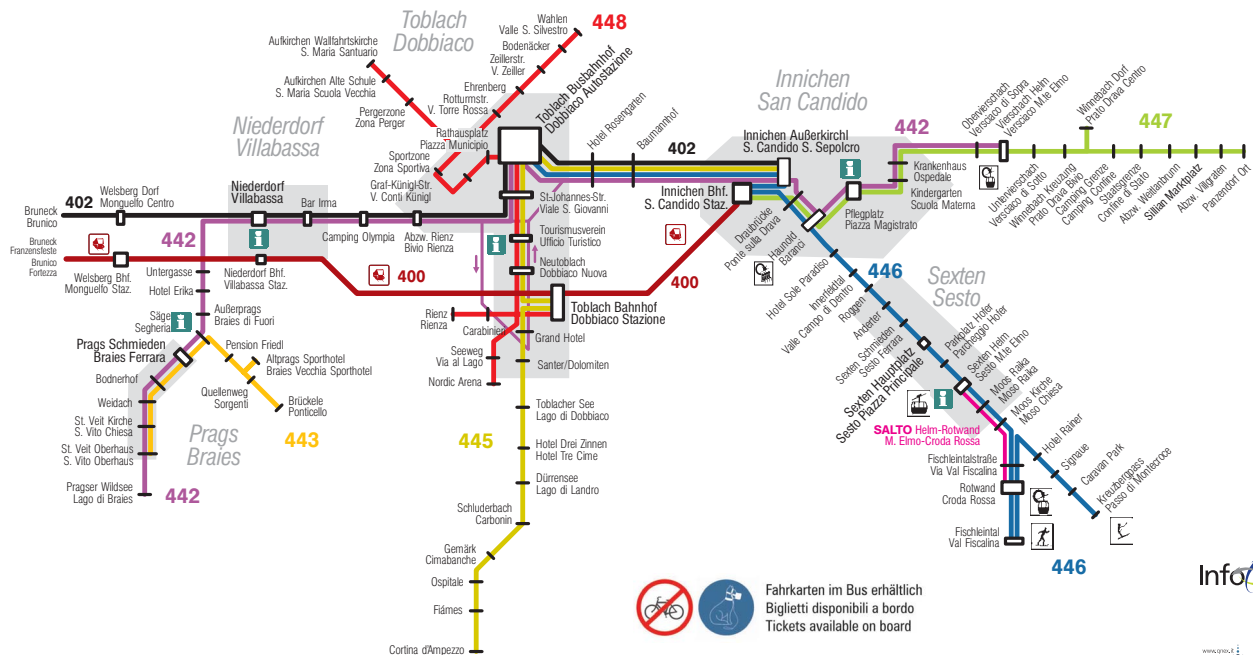 Toblach
Dobbiaco
Wahlen
Valle S. Silvestro
448
Bodenäcker
Zeillerstr.
V. Zeiller
Ehrenberg
Rotturmstr.
V. Torre Rossa
Aufkirchen Wallfahrtskirche
S. Maria Santuario
Aufkirchen Alte Schule
S. Maria Scuola Vecchia
Pergerzone
Zona Perger
Rathausplatz
Piazza Municipio
Sportzone
Zona Sportiva
Graf-Künigl-Str.
V. Conti Künigl
Toblach Busbahnhof
Dobbiaco Autostazione
Hotel Rosengarten
Baumannhof
402
Innichen
San Candido
Innichen Außerkirchl
S. Candido S. Sepolcro
442
Obervierschach
Versciaco di Sopra
Vierschach Helm
Versciaco M.te Elmo
Winnebach Dorf
Prato Drava Centro
447
Krankenhaus
Ospedale
Kindergarten
Scuola Materna
Pflegplatz
Piazza Magistrato
Untervierschach
Versciaco di Sotto
Winnebach Kreuzung
Prato Drava Bivio
Camping Grenze
Camping Confine
Staatsgrenze
Confine di Stato
Abzw. Weitlanbrunn
Sillian Marktplatz
Abzw. Villgraten
Panzendorf Ort
Niederdorf
Villabassa
Welsberg Dorf
Monguelfo Centro
Niederdorf
Villabassa
Bar Irma
Camping Olympia
Abzw. Rienz
Bivio Rienza
Bruneck
Brunico
402
442
Bruneck
Franzensfeste
Brunico
Fortezza
Welsberg Bhf.
Monguelfo Staz.
Niederdorf Bhf.
Villabassa Staz.
400
400
St-Johannes-Str.
Viale S. Giovanni
Tourismusverein
Ufficio Turistico
Neutoblach
Dobbiaco Nuova
Toblach Bahnhof
Dobbiaco Stazione
Rienz
Rienza
Carabinieri
Grand Hotel
Seeweg
Via al Lago
Nordic Arena
Santer/Dolomiten
Innichen Bhf.
S. Candido Staz.
Draubrücke
Ponte sulla Drava
Haunold
Baranci
Hotel Sole Paradiso
446
Innerfeldtal
Valle Campo di Dentro
Roggen
Anderter
Sexten Schmieden
Sesto Ferrara
Sexten Hauptplatz
Sesto Piazza Principale
Sexten
Sesto
Parkplatz Hofer
Parcheggio Hofer
Sexten Helm
Sesto M.te Elmo
Moos Raika
Moso Raika
Moos Kirche
Moso Chiesa
SALTO Helm-Rotwand
M. Elmo-Croda Rossa
Fischleintalstraße
Via Val Fiscalina
Rotwand
Croda Rossa
Fischleintal
Val Fiscalina
Hotel Rainer
Signaue
Caravan Park
Kreuzbergpass
Passo di Montecroce
446
Untergasse
Hotel Erika
Außerprags
Braies di Fuori
Säge
Segheria
Prags Schmieden
Braies Ferrara
Pension Friedl
Altprags Sporthotel
Braies Vecchia Sporthotel
Quellenweg
Sorgenti
Brückele
Ponticello
443
Bodnerhof
Weidach
St. Veit Kirche
S. Vito Chiesa
St. Veit Oberhaus
S. Vito Oberhaus
Pragser Wildsee
Lago di Braies
442
Prags
Braies
445
Toblacher See
Lago di Dobbiaco
Hotel Drei Zinnen
Hotel Tre Cime
Dürrensee
Lago di Landro
Schluderbach
Carbonin
Gemärk
Cimabanche
Ospitale
Fiámes
Cortina d'Ampezzo
Fahrkarten im Bus erhältlich
Biglietti disponibili a bordo
Tickets available on board
Info
www.qnex.it